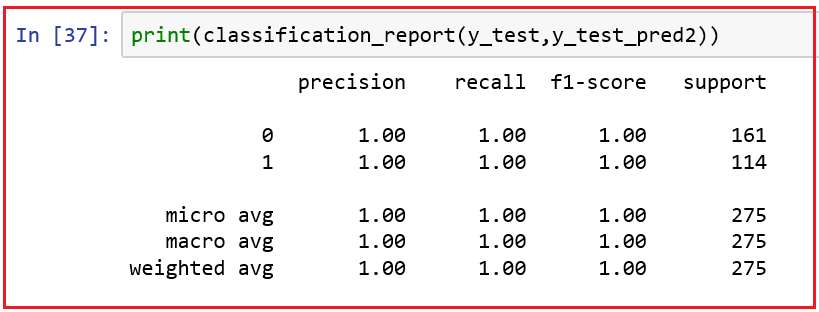 In [37]: print(classification_report(y_test,y_test_pred2))
precision recall f1-score support
0 1.00 1.00 1.00 161
1 1.00 1.00 1.00 114
micro avg 1.00 1.00 1.00 275
macro avg 1.00 1.00 1.00 275
weighted avg 1.00 1.00 1.00 275